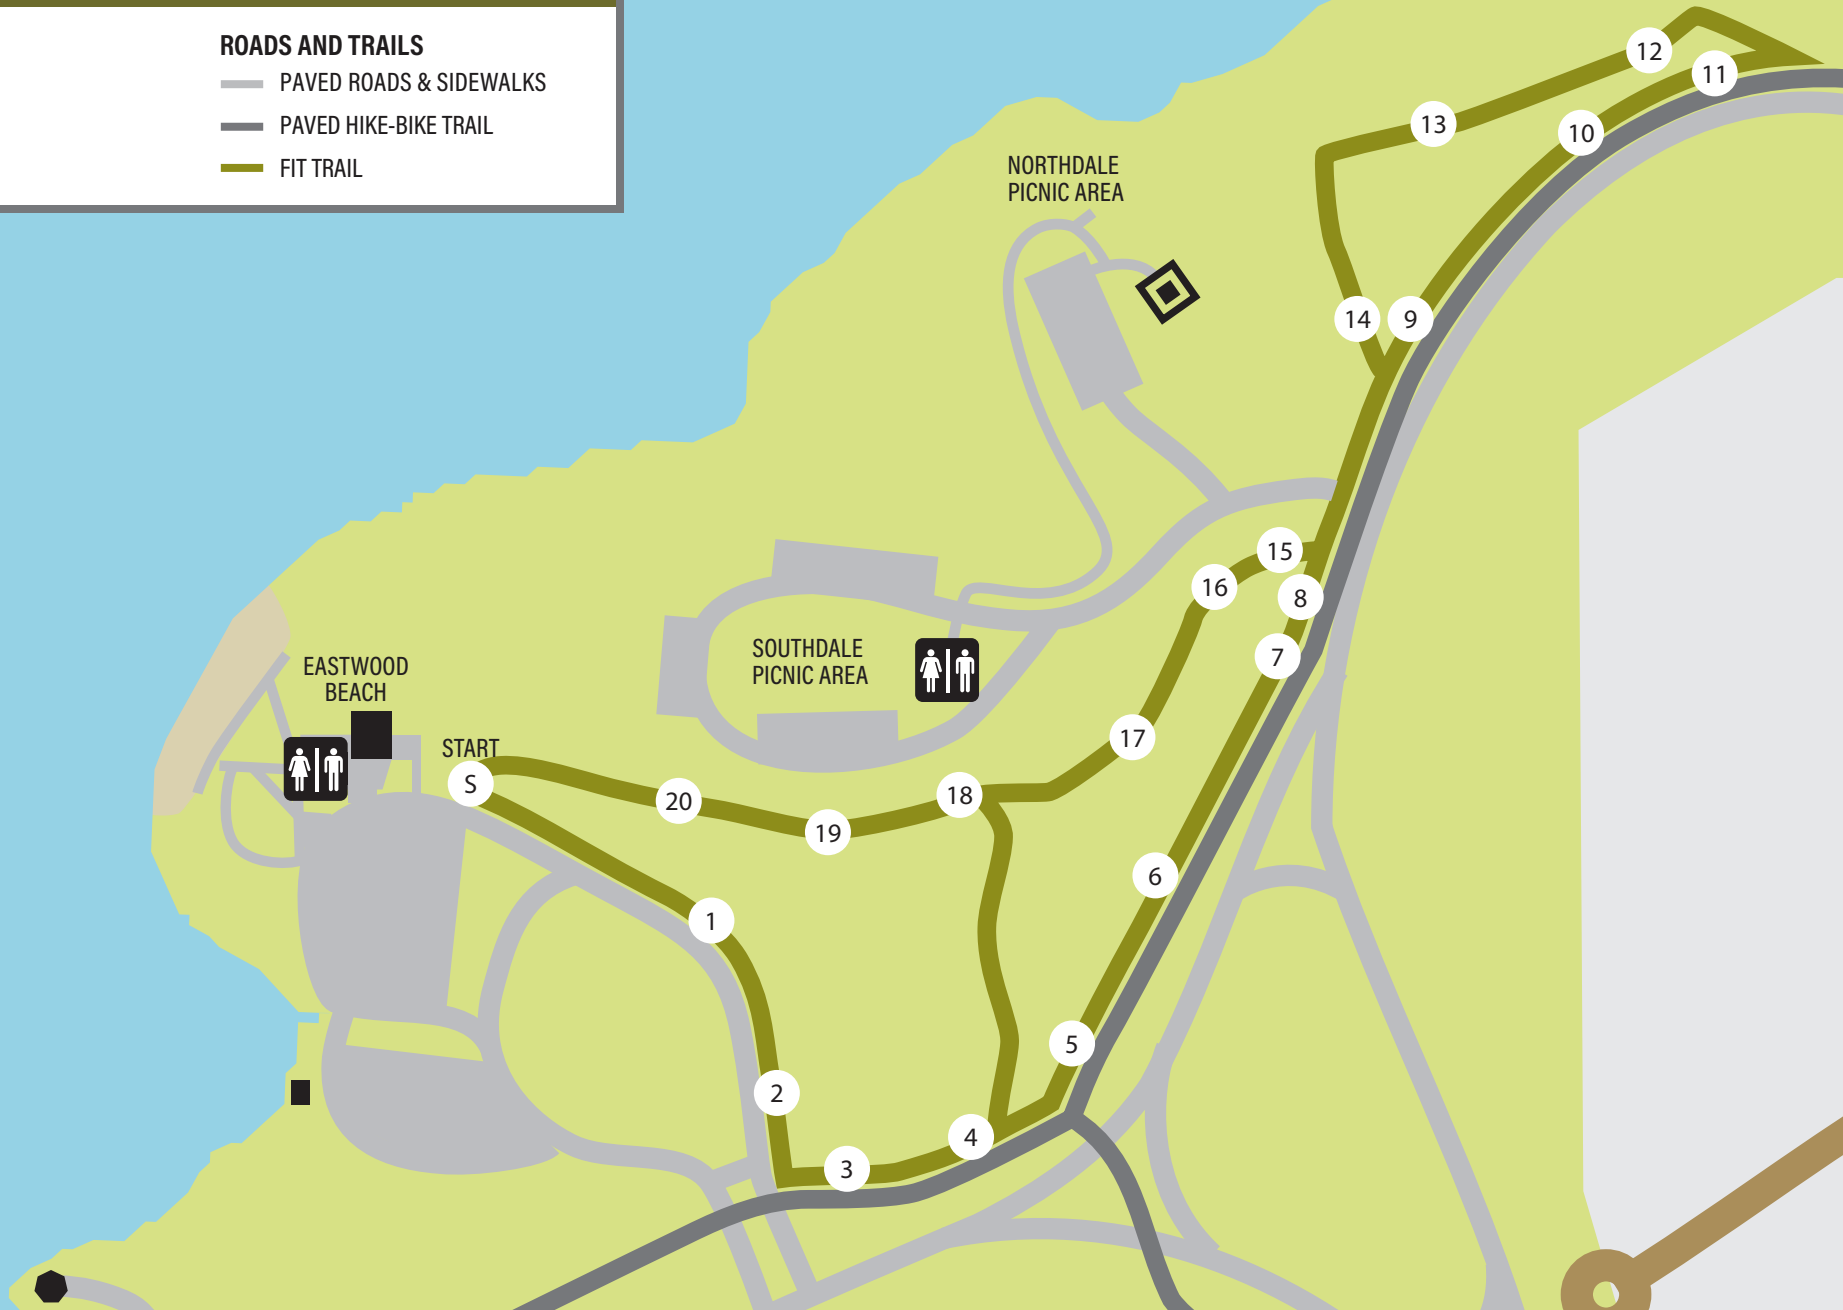 ROADS AND TRAILS
PAVED ROADS & SIDEWALKS
PAVED HIKE-BIKE TRAIL
FIT TRAIL
12
11
13
10
NORTHDALE
PICNIC AREA
14
9
15
16
8
SOUTHDALE
PICNIC AREA
7
EASTWOOD
BEACH
17
START
S
20
18
19
6
1
5
2
4
3